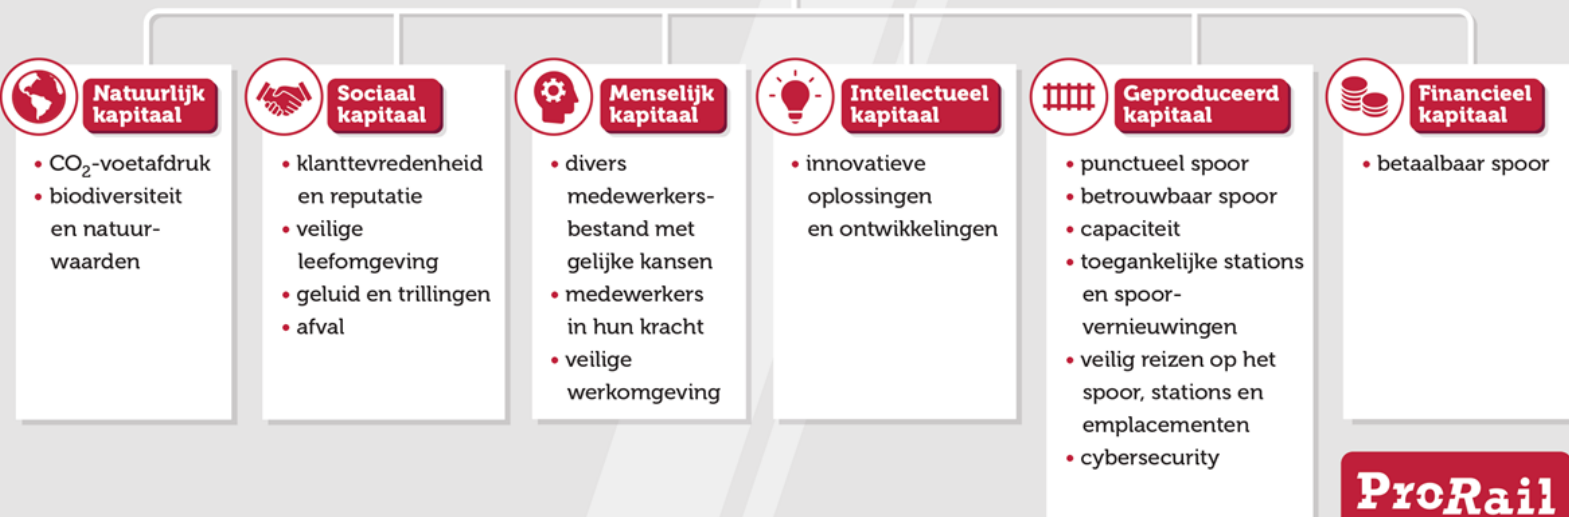 Natuurlijk
kapitaal
• CO₂-voetafdruk
• biodiversiteit
en natuur-
waarden
Sociaal
kapitaal
• klanttevredenheid
en reputatie
• veilige
leefomgeving
• geluid en trillingen
• afval
Menselijk
kapitaal
• divers
medewerkers-
bestand met
gelijke kansen
• medewerkers
in hun kracht
• veilige
werkomgeving
Intellectueel
kapitaal
• innovatieve
oplossingen
en ontwikkelingen
Geproduceerd
kapitaal
• punctueel spoor
• betrouwbaar spoor
• capaciteit
• toegankelijke stations
en spoor-
vernieuwingen
• veilig reizen op het
spoor, stations en
emplacementen
• cybersecurity
Financieel
kapitaal
• betaalbaar spoor
ProRail